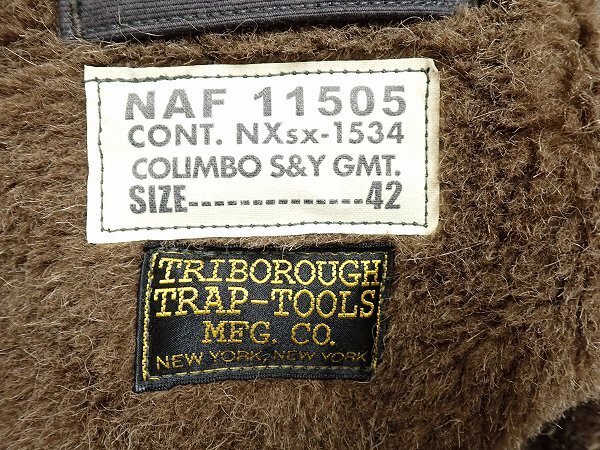 NAF 11505
CONT. NXsx-1534
COLIMBO S&Y GMT.
SIZE-------------42
TRIBOROUGH
TRAP-TOOLS
MFG. CO.
NEW YORK, NEW YORK